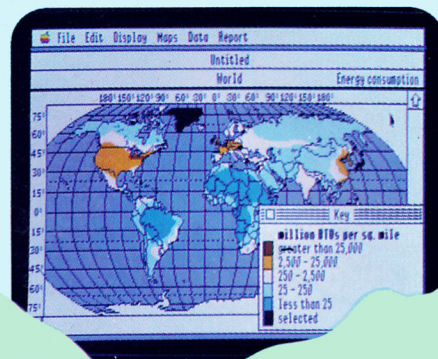 File Edit Display Maps Data Report
Untitled
World Energy consumption
180° 150° 120° 90° 60° 30° 0° 30° 60° 90° 120° 150° 180°
75°
60°
45°
30°
15°
0°
15°
30°
45°
60°
75°
Key
million BTUs per sq. mile
greater than 25,000
2,500 - 25,000
250 - 2,500
25 - 250
less than 25
selected